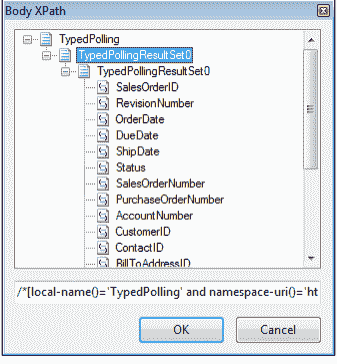 Body XPath
TypedPolling
TypedPollingResultSet0
TypedPollingResultSet0
SalesOrderID
RevisionNumber
OrderDate
DueDate
ShipDate
Status
SalesOrderNumber
PurchaseOrderNumber
AccountNumber
CustomerID
ContactID
BillToAddressID
/*[local-name()='TypedPolling' and namespace-uri()='ht
OK
Cancel